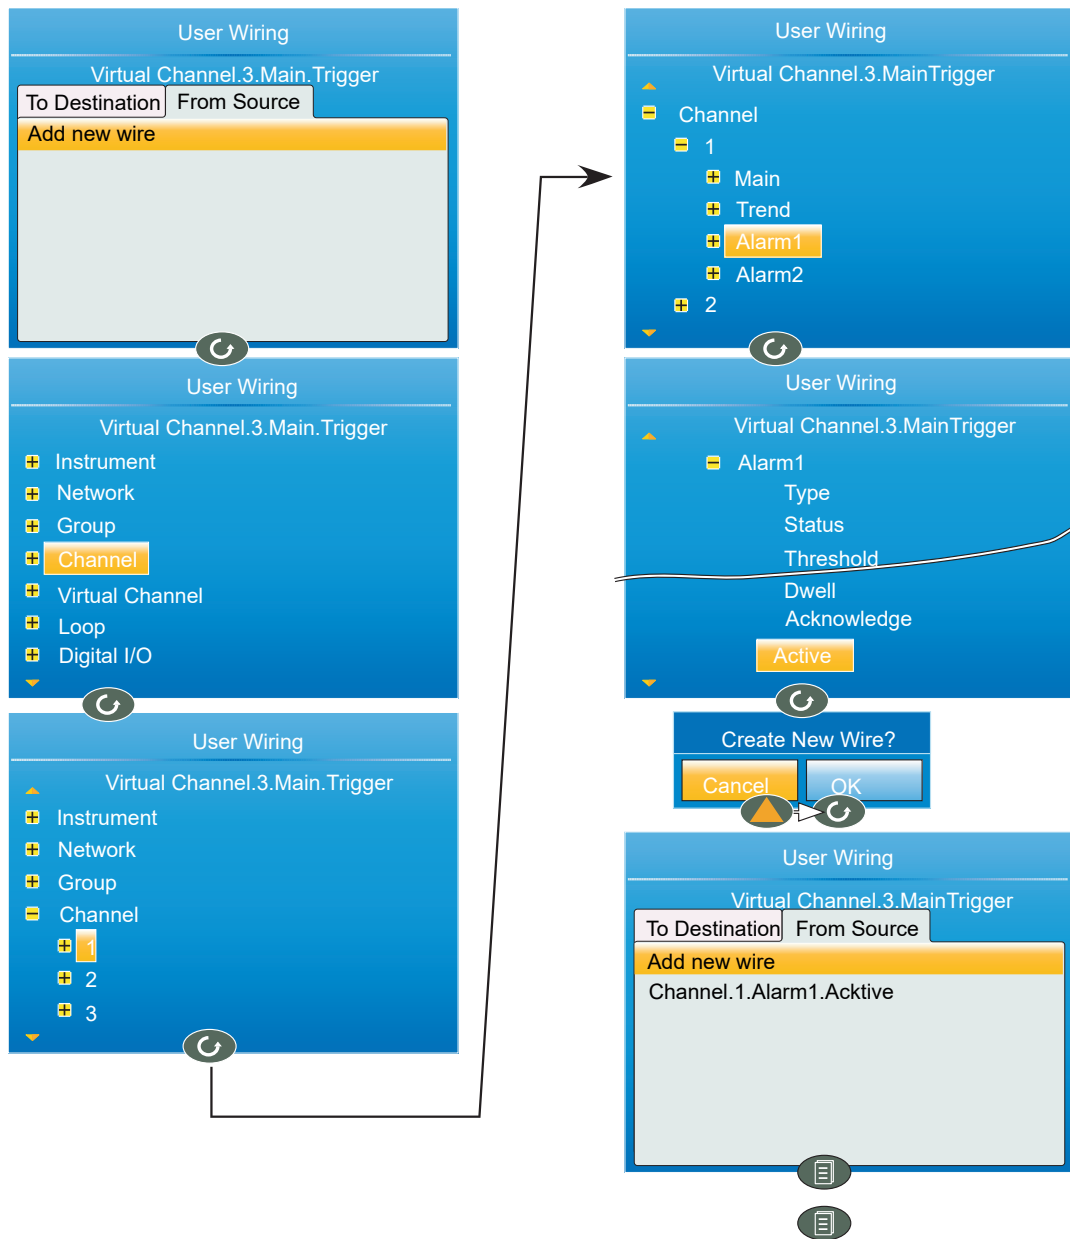 User Wiring
Virtual Channel.3.Main.Trigger
To Destination
From Source
Add new wire
User Wiring
Virtual Channel.3.Main.Trigger
Instrument
Network
Group
Channel
Virtual Channel
Loop
Digital I/O
User Wiring
Virtual Channel.3.Main.Trigger
Instrument
Network
Group
Channel
1
2
3
User Wiring
Virtual Channel.3.MainTrigger
Channel
1
Main
Trend
Alarm1
Alarm2
2
User Wiring
Virtual Channel.3.MainTrigger
Alarm1
Type
Status
Threshold
Dwell
Acknowledge
Active
Create New Wire?
Cancel
OK
User Wiring
Virtual Channel.3.MainTrigger
To Destination
From Source
Add new wire
Channel.1.Alarm1.Acktive